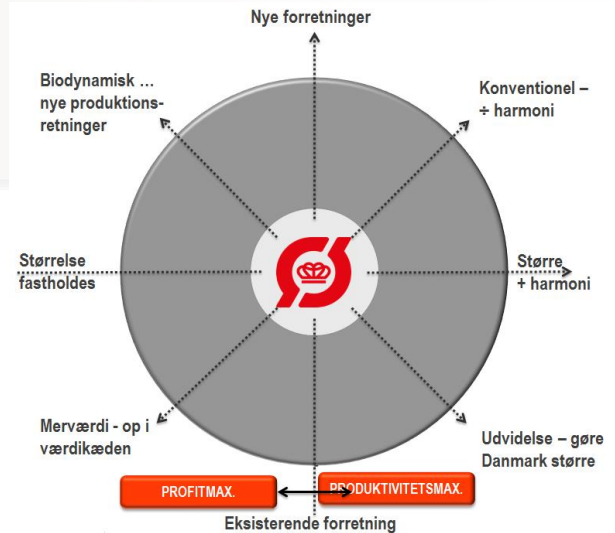 Nye forretninger
Biodynamisk ...
nye produktions-
retninger
Konventionel –
÷ harmoni
Størrelse
fastholdes
Ø
Større
+ harmoni
Merværdi - op i
værdikæden
Udvidelse – gøre
Danmark større
PROFITMAX.
PRODUKTIVITETSMAX.
Eksisterende forretning